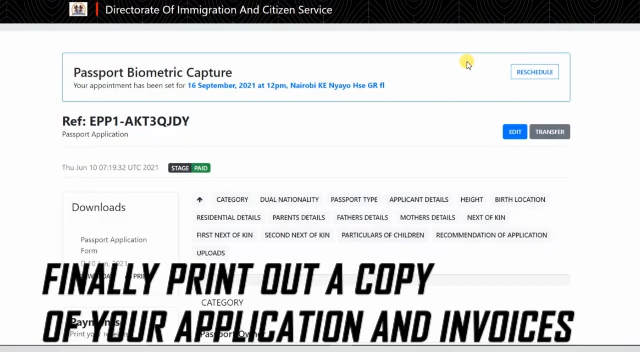 Directorate Of Immigration And Citizen Service
Passport Biometric Capture
Your appointment has been set for 16 September, 2021 at 12pm, Nairobi KE Nyayo Hse GR fl
RESCHEDULE
Ref: EPP1-AKT3QJDY
Passport Application
EDIT
TRANSFER
Thu Jun 10 07:19:32 UTC 2021
STAGE PAID
Downloads
Passport Application
Form
CATEGORY DUAL NATIONALITY PASSPORT TYPE APPLICANT DETAILS HEIGHT BIRTH LOCATION
RESIDENTIAL DETAILS PARENTS DETAILS FATHERS DETAILS MOTHERS DETAILS NEXT OF KIN
FIRST NEXT OF KIN SECOND NEXT OF KIN PARTICULARS OF CHILDREN RECOMMENDATION OF APPLICATION
UPLOADS
CATEGORY
FINALLY PRINT OUT A COPY
OF YOUR APPLICATION AND INVOICES